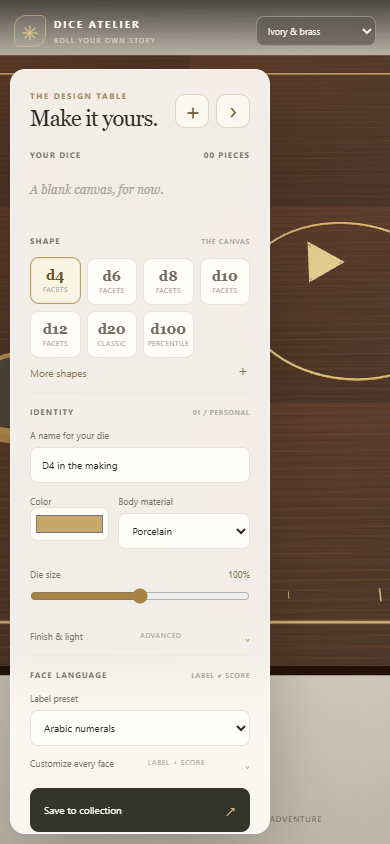 DICE ATELIER
ROLL YOUR OWN STORY
Ivory & brass
THE DESIGN TABLE
Make it yours.
+
›
YOUR DICE
00 PIECES
A blank canvas, for now.
SHAPE
THE CANVAS
d4
FACETS
d6
FACETS
d8
FACETS
d10
FACETS
d12
FACETS
d20
CLASSIC
d100
PERCENTILE
More shapes
+
IDENTITY
01 / PERSONAL
A name for your die
D4 in the making
Color
Body material
Porcelain
Die size
100%
Finish & light
ADVANCED
FACE LANGUAGE
LABEL ≠ SCORE
Label preset
Arabic numerals
Customize every face
LABEL + SCORE
Save to collection
↗
ADVENTURE